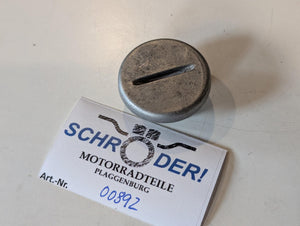 SCHRÖDER!
MOTORRADTEILE
PLAGGENBURG
Art.-Nr. 00892